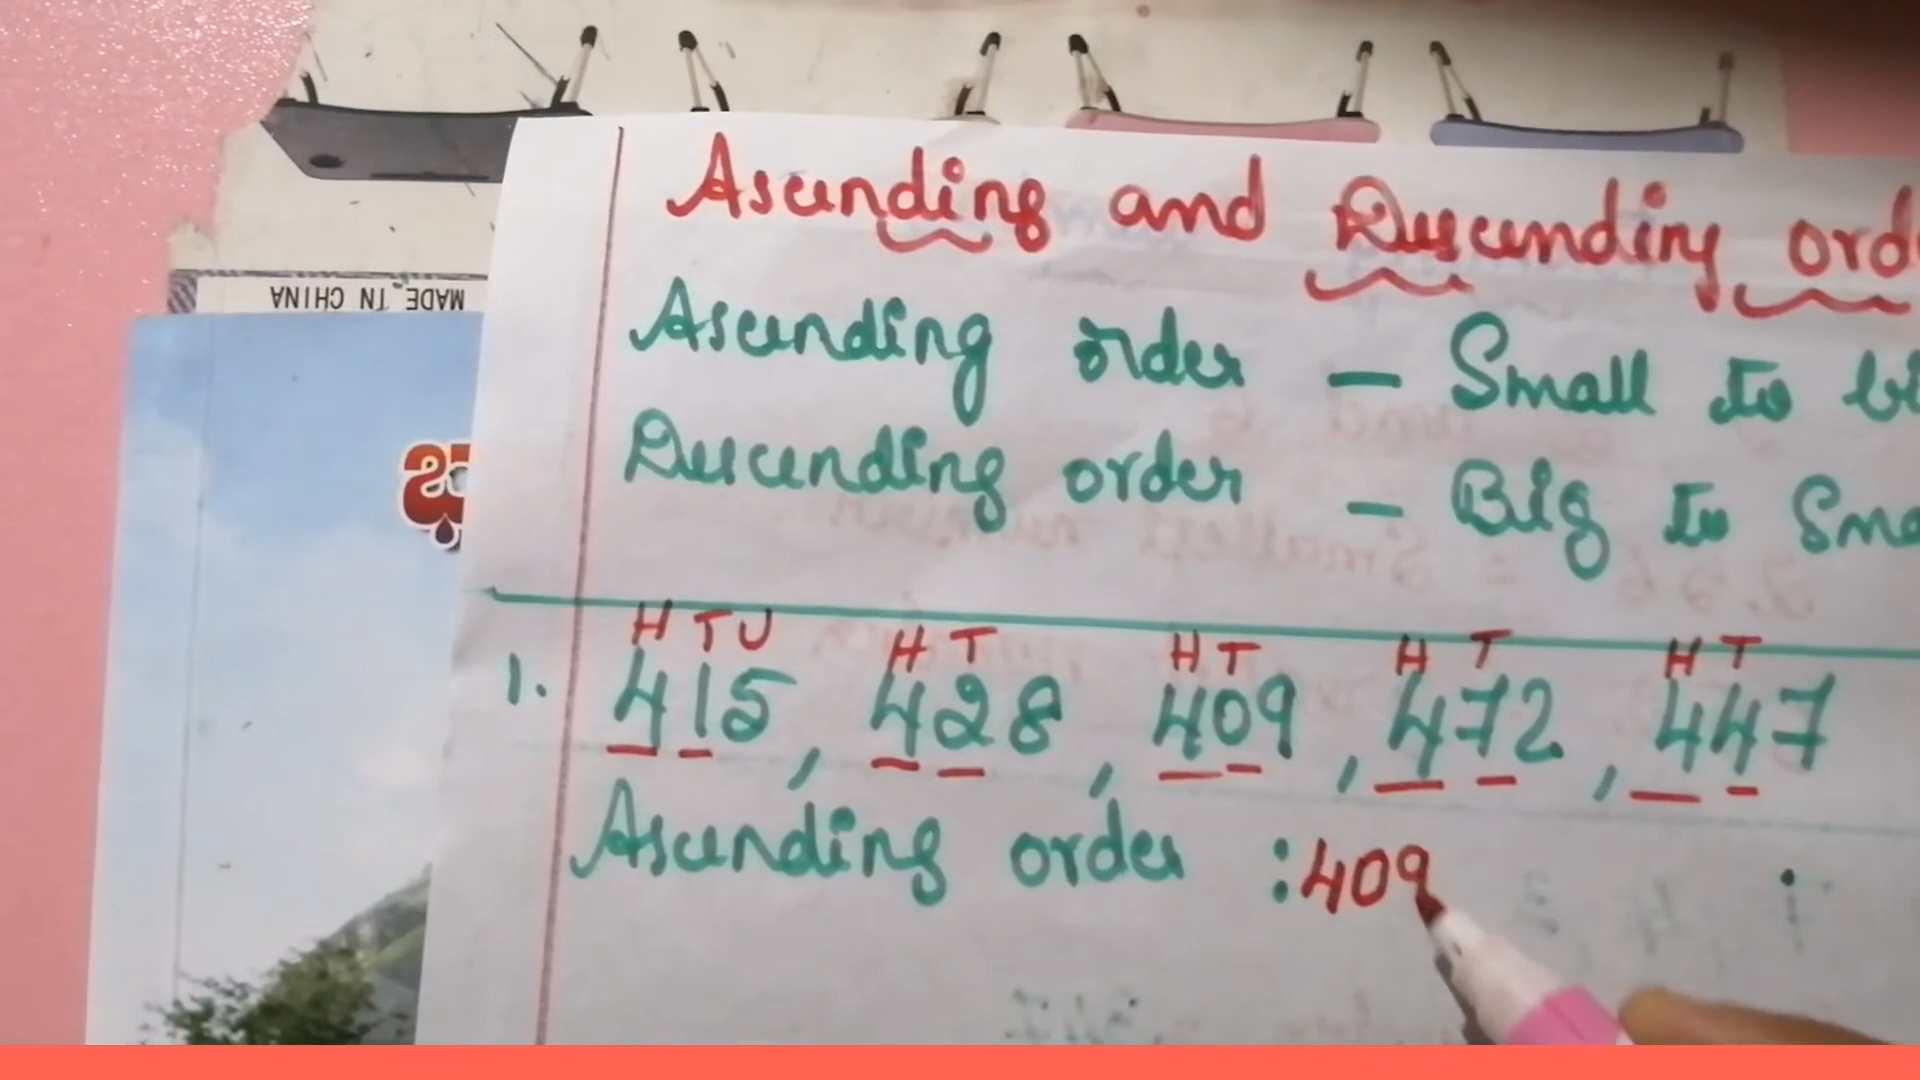 Ascending and Descending ord
Ascending order – Small to bi
Descending order – Big to Sma
H T U H T H T H T H T
1. 415, 428, 409, 472, 447
Ascending order : 409
MADE IN CHINA